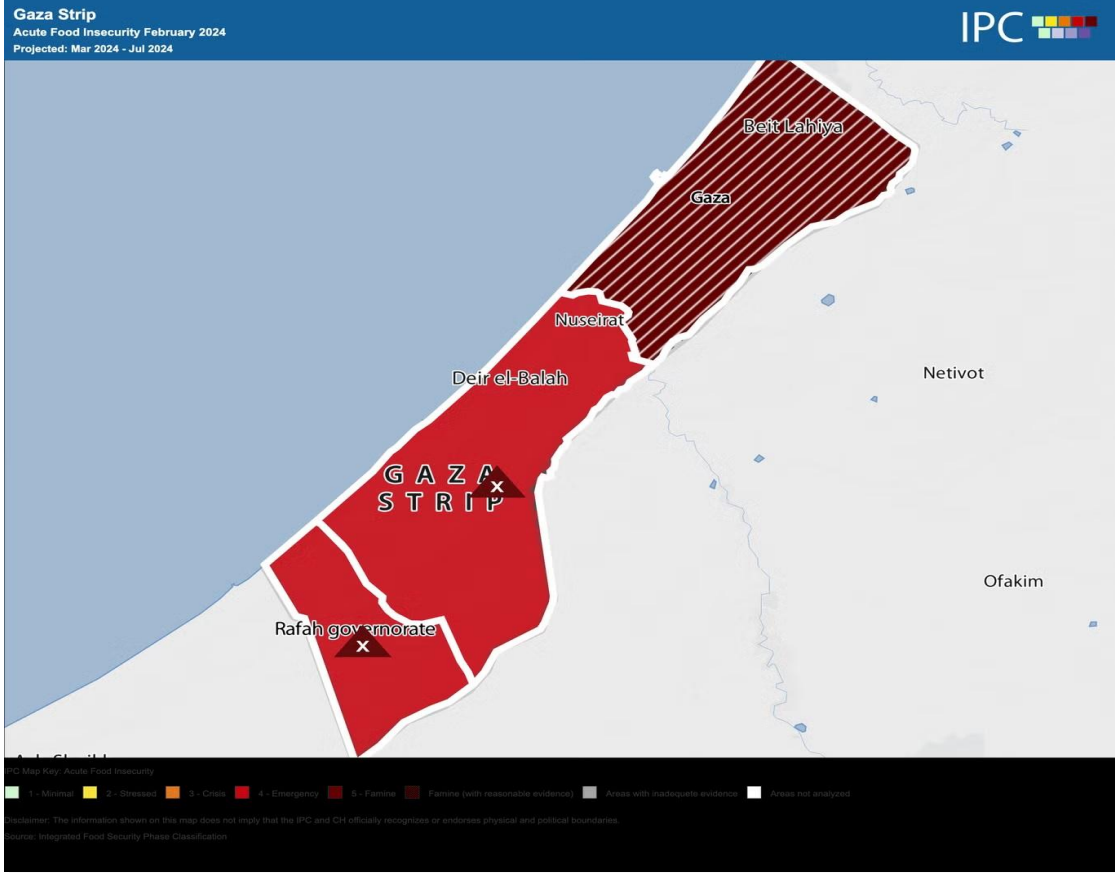 Gaza Strip
Acute Food Insecurity February 2024
Projected: Mar 2024 - Jul 2024
IPC
Beit Lahiya
Gaza
Nuseirat
Deir el-Balah
Netivot
GAZA
STRIP
X
Ofakim
Rafah governorate
X
IPC Map Key: Acute Food Insecurity
1 - Minimal 2 - Stressed 3 - Crisis 4 - Emergency 5 - Famine Famine (with reasonable evidence) Areas with inadequete evidence Areas not analyzed
Disclaimer: The information shown on this map does not imply that the IPC and CH officially recognizes or endorses physical and political boundaries.
Source: Integrated Food Security Phase Classification